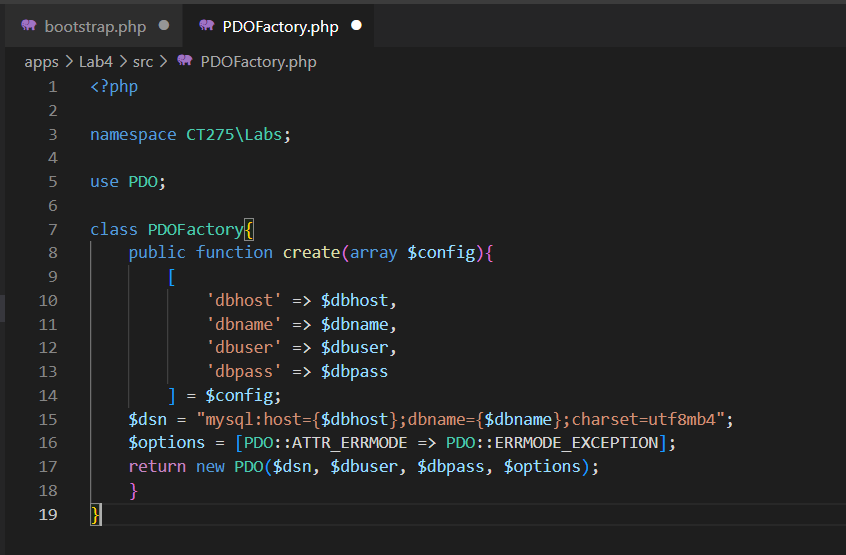 bootstrap.php PDOFactory.php
apps > Lab4 > src > PDOFactory.php
1 <?php
2
3 namespace CT275\Labs;
4
5 use PDO;
6
7 class PDOFactory{
8 public function create(array $config){
9 [
10 'dbhost' => $dbhost,
11 'dbname' => $dbname,
12 'dbuser' => $dbuser,
13 'dbpass' => $dbpass
14 ] = $config;
15 $dsn = "mysql:host={$dbhost};dbname={$dbname};charset=utf8mb4";
16 $options = [PDO::ATTR_ERRMODE => PDO::ERRMODE_EXCEPTION];
17 return new PDO($dsn, $dbuser, $dbpass, $options);
18 }
19 }